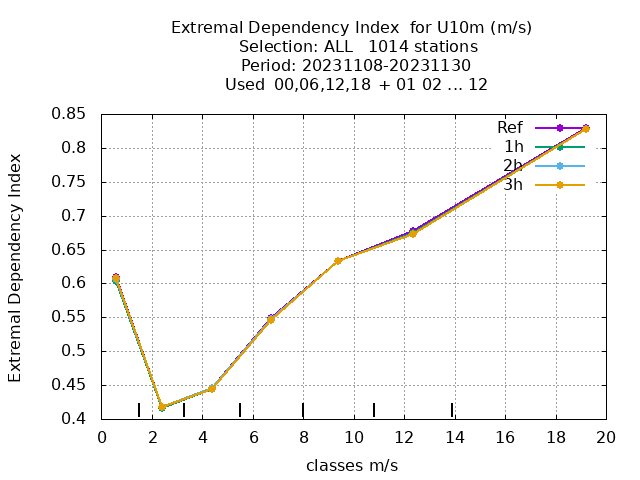 Extremal Dependency Index  for U10m (m/s)
Selection: ALL   1014 stations
Period: 20231108-20231130
Used  00,06,12,18 + 01 02 ... 12
Extremal Dependency Index
0.85
0.8
0.75
0.7
0.65
0.6
0.55
0.5
0.45
0.4
Ref
1h
2h
3h
0 2 4 6 8 10 12 14 16 18 20
classes m/s